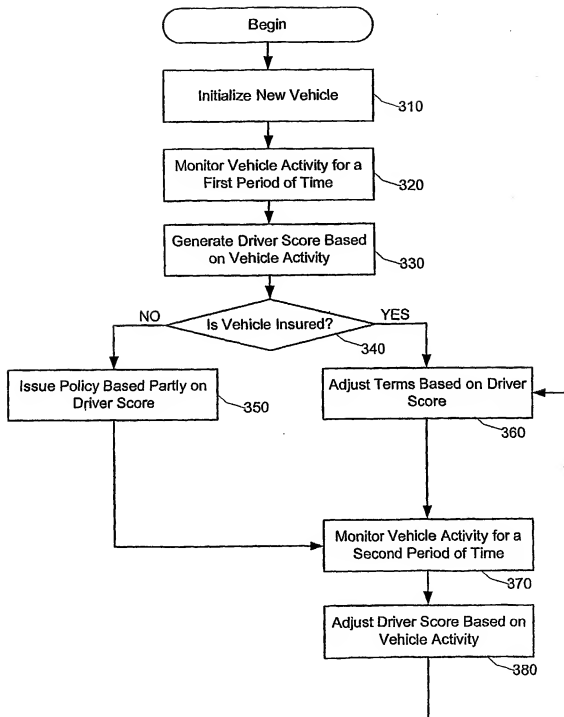 Begin
Initialize New Vehicle
310
Monitor Vehicle Activity for a
First Period of Time
320
Generate Driver Score Based
on Vehicle Activity
330
NO
Is Vehicle Insured?
YES
340
Issue Policy Based Partly on
Driver Score
350
Adjust Terms Based on Driver
Score
360
Monitor Vehicle Activity for a
Second Period of Time
370
Adjust Driver Score Based on
Vehicle Activity
380